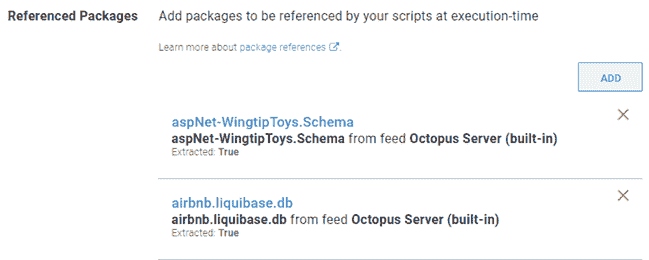 Referenced Packages
Add packages to be referenced by your scripts at execution-time
Learn more about package references.
ADD
aspNet-WingtipToys.Schema
aspNet-WingtipToys.Schema from feed Octopus Server (built-in)
Extracted: True
airbnb.liquibase.db
airbnb.liquibase.db from feed Octopus Server (built-in)
Extracted: True